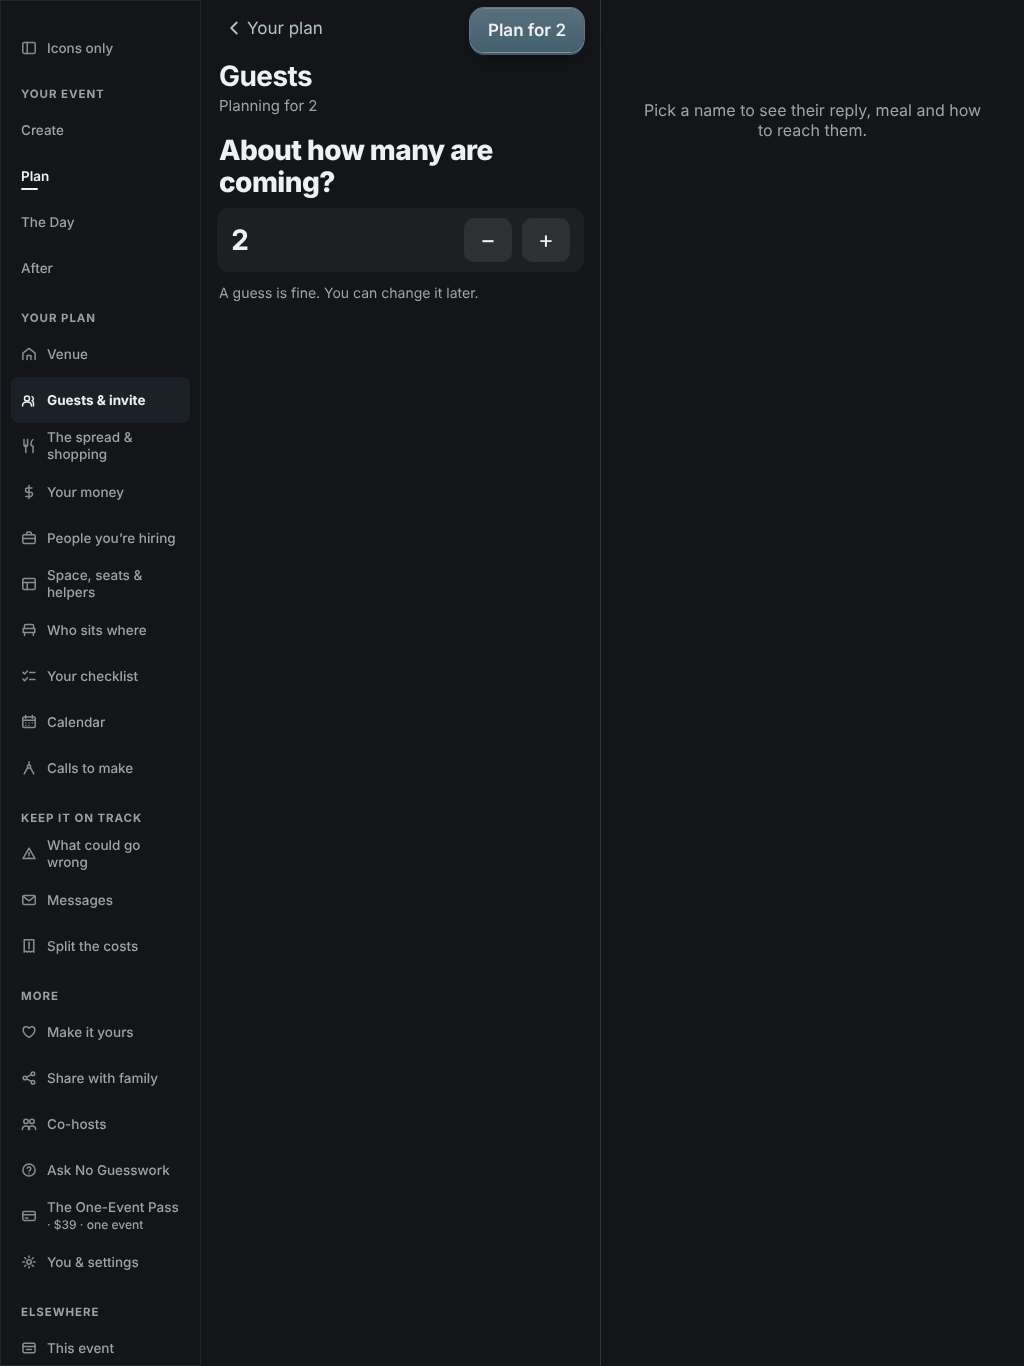 Icons only
YOUR EVENT
Create
Plan
The Day
After
YOUR PLAN
Venue
Guests & invite
The spread &
shopping
Your money
People you’re hiring
Space, seats &
helpers
Who sits where
Your checklist
Calendar
Calls to make
KEEP IT ON TRACK
What could go
wrong
Messages
Split the costs
MORE
Make it yours
Share with family
Co-hosts
Ask No Guesswork
The One-Event Pass
· $39 · one event
You & settings
ELSEWHERE
This event
Your plan
Plan for 2
Guests
Planning for 2
About how many are
coming?
2
− +
A guess is fine. You can change it later.
Pick a name to see their reply, meal and how
to reach them.